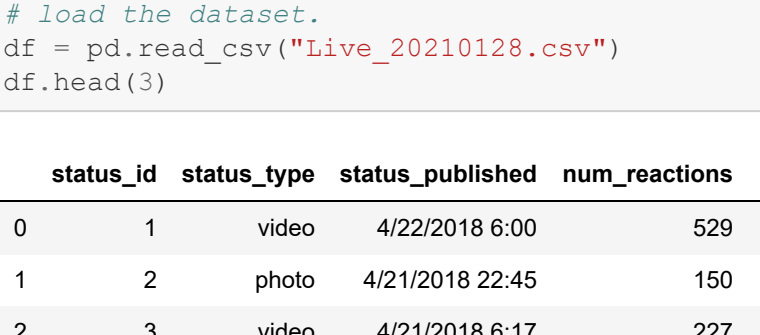 # load the dataset.
df = pd.read_csv("Live_20210128.csv")
df.head(3)
status_id status_type status_published num_reactions
0 1 video 4/22/2018 6:00 529
1 2 photo 4/21/2018 22:45 150
2 3 video 4/21/2018 6:17 227